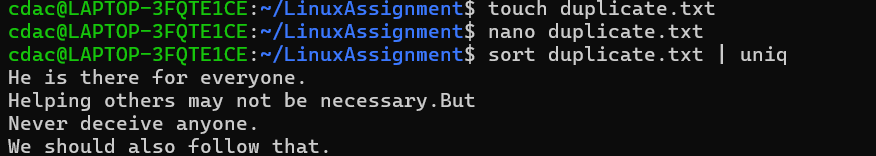 cdac@LAPTOP-3FQTE1CE:~/LinuxAssignment$ touch duplicate.txt
cdac@LAPTOP-3FQTE1CE:~/LinuxAssignment$ nano duplicate.txt
cdac@LAPTOP-3FQTE1CE:~/LinuxAssignment$ sort duplicate.txt | uniq
He is there for everyone.
Helping others may not be necessary.But
Never deceive anyone.
We should also follow that.